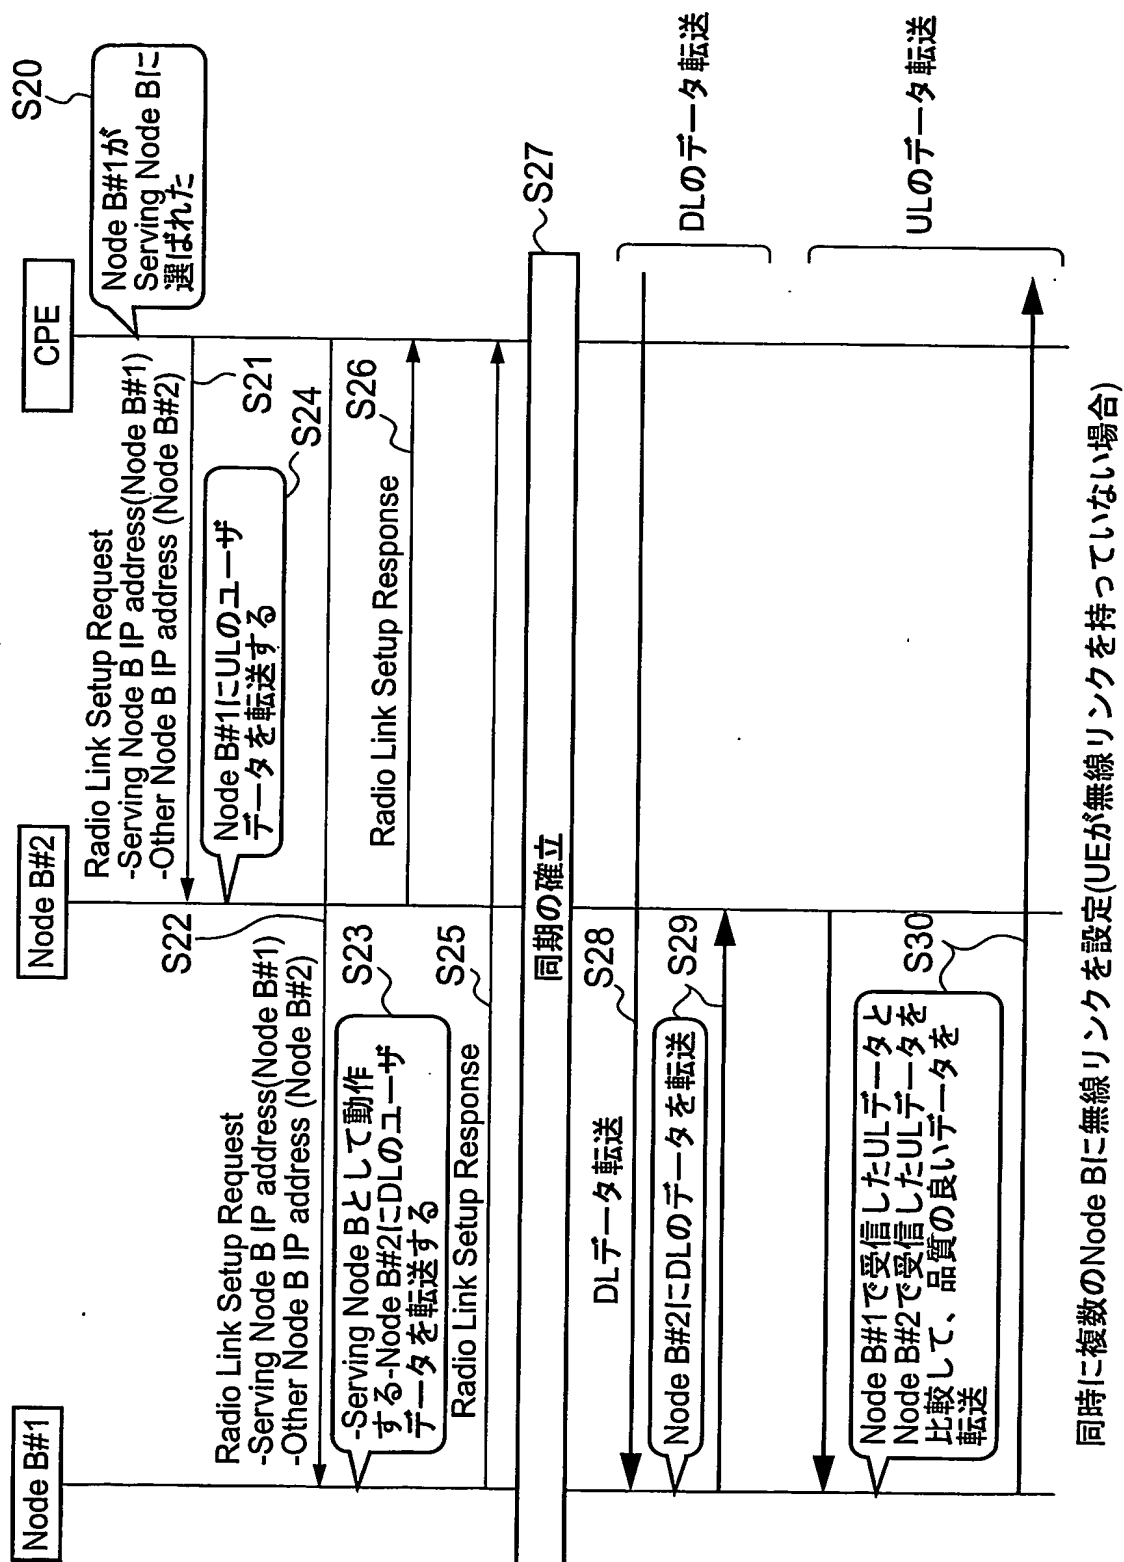 Node B#1
Node B#2
CPE
S20
Node B#1が
Serving Node Bに
選ばれた
Radio Link Setup Request
-Serving Node B IP address(Node B#1)
-Other Node B IP address (Node B#2)
S21
S22
Node B#1にULのユーザ
データを転送する
S24
Radio Link Setup Request
-Serving Node B IP address(Node B#1)
-Other Node B IP address (Node B#2)
S23
-Serving Node Bとして動作
する-Node B#2にDLのユーザ
データを転送する
Radio Link Setup Response
S26
Radio Link Setup Response
S25
同期の確立
S27
DLデータ転送
S28
DLのデータ転送
Node B#2にDLのデータを転送
S29
ULのデータ転送
Node B#1で受信したULデータと
Node B#2で受信したULデータを
比較して、品質の良いデータを
転送
S30
同時に複数のNode Bに無線リンクを設定(UEが無線リンクを持っていない場合)